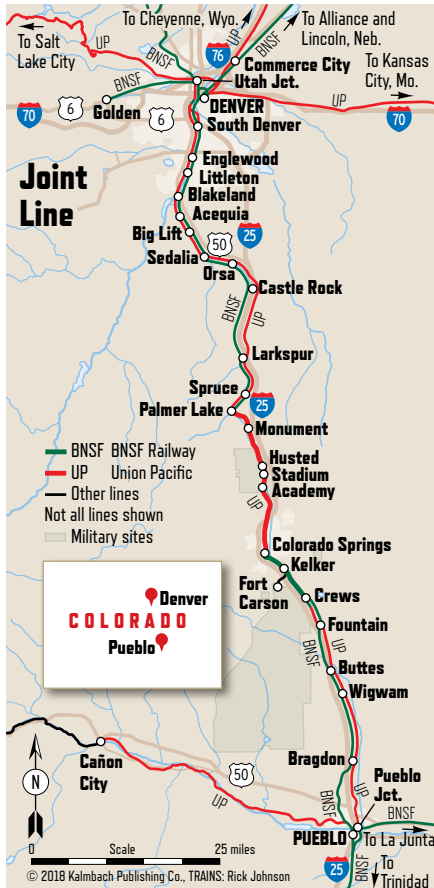 To Cheyenne, Wyo.
To Alliance and
Lincoln, Neb.
To Salt
Lake City
UP
BNSF
UP
BNSF
76
Commerce City
Utah Jct.
To Kansas
City, Mo.
BNSF
6
70
Golden
6
DENVER
UP
70
South Denver
Joint
Line
Englewood
Littleton
Blakeland
Acequia
Big Lift
50
25
Sedalia
Orsa
Castle Rock
BNSF
UP
Larkspur
Spruce
25
Palmer Lake
Monument
BNSF BNSF Railway
UP Union Pacific
Other lines
Not all lines shown
Military sites
Husted
Stadium
Academy
UP
Colorado Springs
Kelker
Fort
Carson
Crews
Fountain
UP
BNSF
Buttes
Wigwam
Denver
COLORADO
Pueblo
Bragdon
Cañon
City
50
UP
BNSF
UP
Pueblo
Jct.
BNSF
PUEBLO
To La Junta
25
BNSF
To
Trinidad
N
0 Scale 25 miles
© 2018 Kalmbach Publishing Co., TRAINS: Rick Johnson